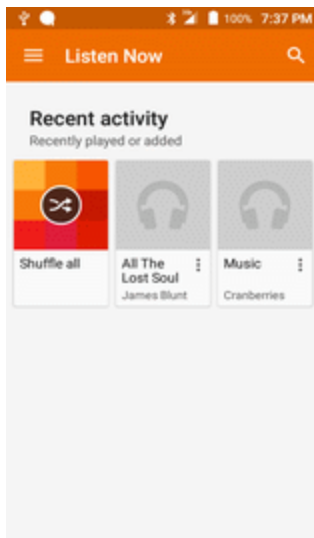 100% 7:37 PM
Listen Now
Recent activity
Recently played or added
Shuffle all
All The
Lost Soul
James Blunt
Music
Cranberries